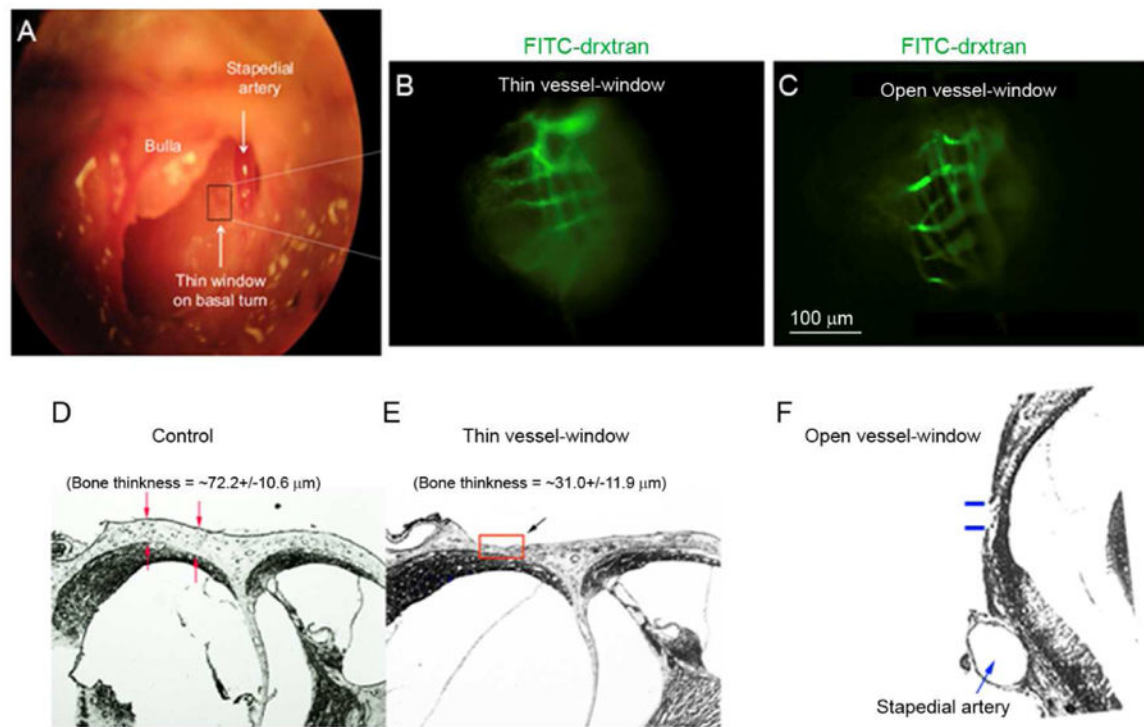 A
Stapedial
artery
Bulla
Thin window
on basal turn
FITC-drxtran
B
Thin vessel-window
FITC-drxtran
C
Open vessel-window
100 μm
D
Control
(Bone thinkness = ~72.2+/-10.6 μm)
E
Thin vessel-window
(Bone thinkness = ~31.0+/-11.9 μm)
F
Open vessel-window
Stapedial artery